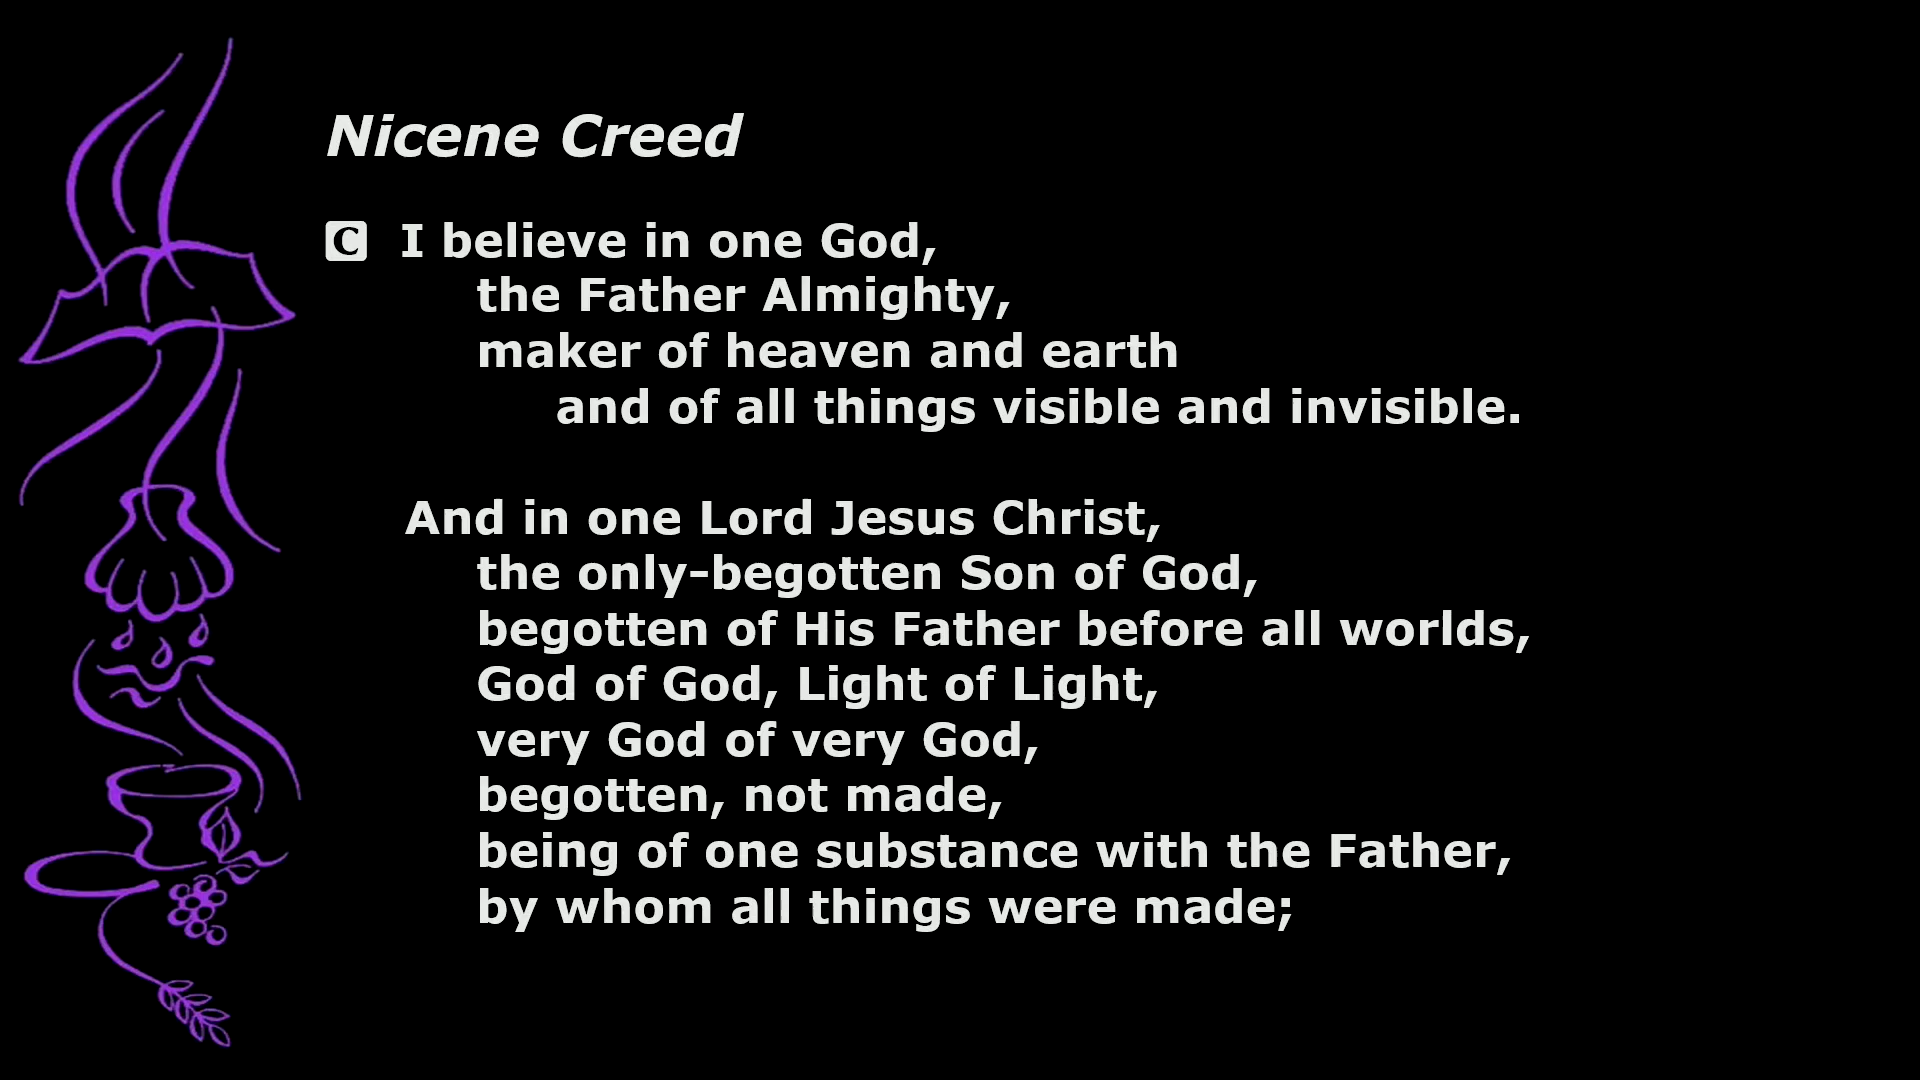 Nicene Creed
C I believe in one God,
the Father Almighty,
maker of heaven and earth
and of all things visible and invisible.
And in one Lord Jesus Christ,
the only-begotten Son of God,
begotten of His Father before all worlds,
God of God, Light of Light,
very God of very God,
begotten, not made,
being of one substance with the Father,
by whom all things were made;